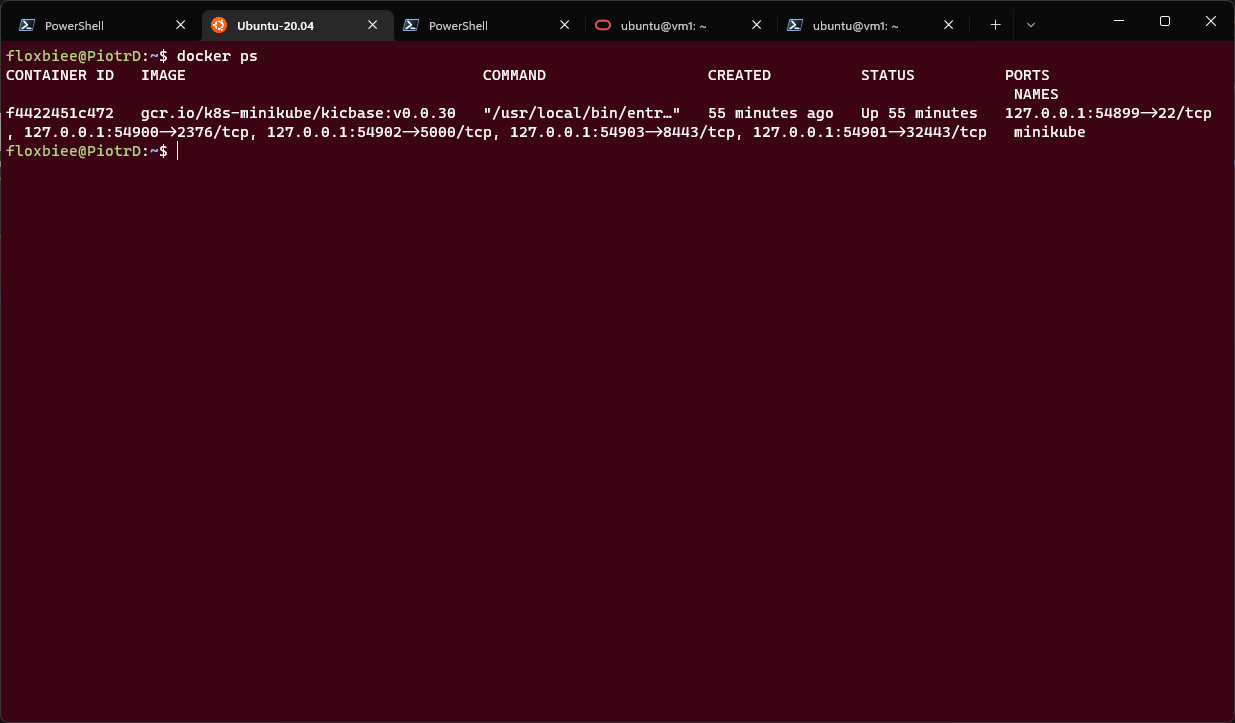 PowerShell
Ubuntu-20.04
PowerShell
ubuntu@vm1: ~
ubuntu@vm1: ~
floxbiee@PiotrD:~$ docker ps
CONTAINER ID   IMAGE                                 COMMAND                  CREATED          STATUS          PORTS
NAMES
f4422451c472   gcr.io/k8s-minikube/kicbase:v0.0.30   "/usr/local/bin/entr…"   55 minutes ago   Up 55 minutes   127.0.0.1:54899->22/tcp
, 127.0.0.1:54900->2376/tcp, 127.0.0.1:54902->5000/tcp, 127.0.0.1:54903->8443/tcp, 127.0.0.1:54901->32443/tcp   minikube
floxbiee@PiotrD:~$